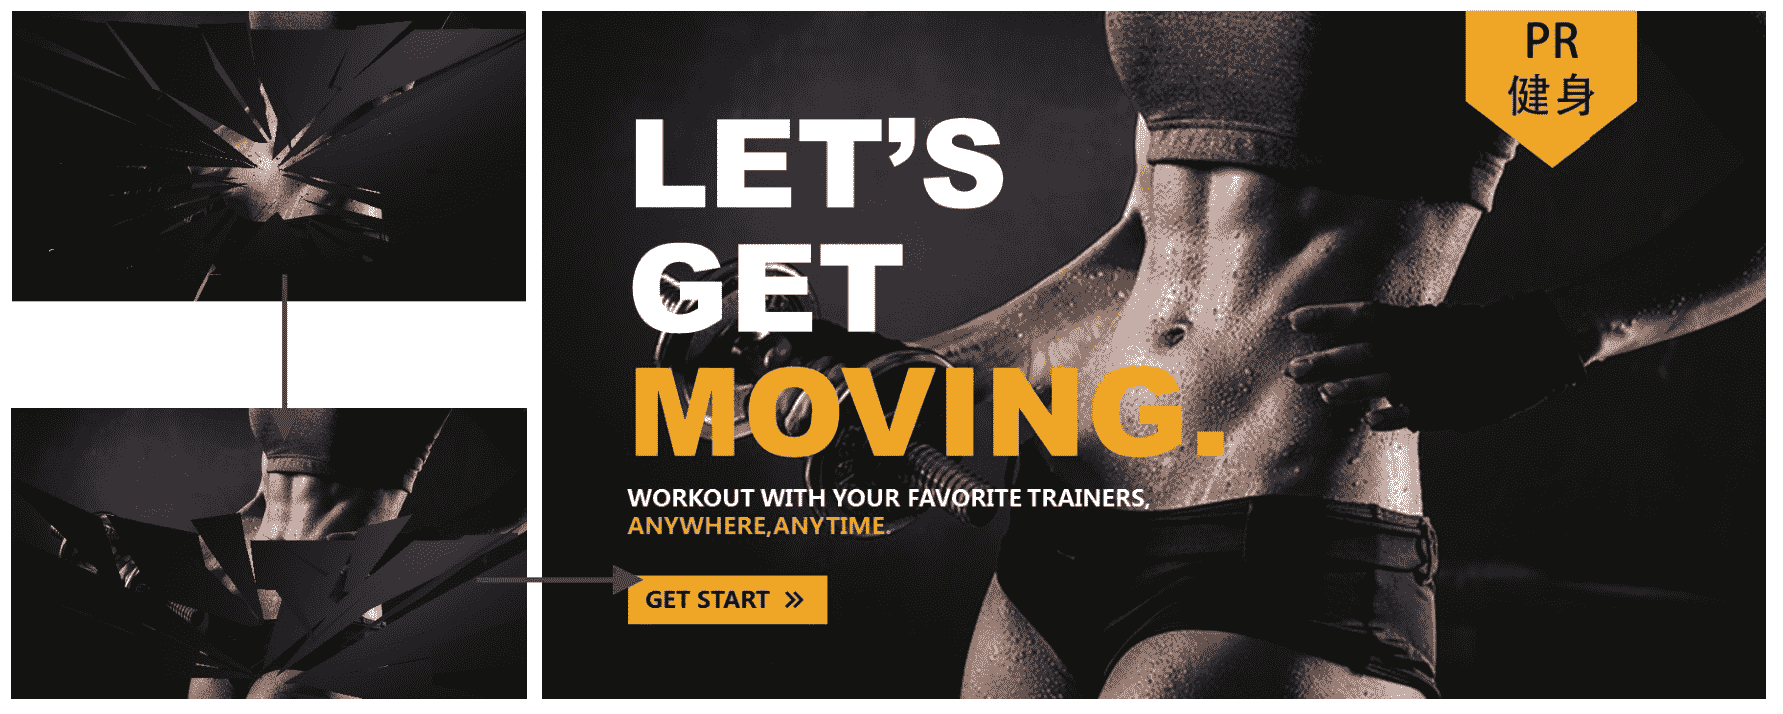 PR
健身
LET’S
GET
MOVING.
WORKOUT WITH YOUR FAVORITE TRAINERS,
ANYWHERE,ANYTIME.
GET START »